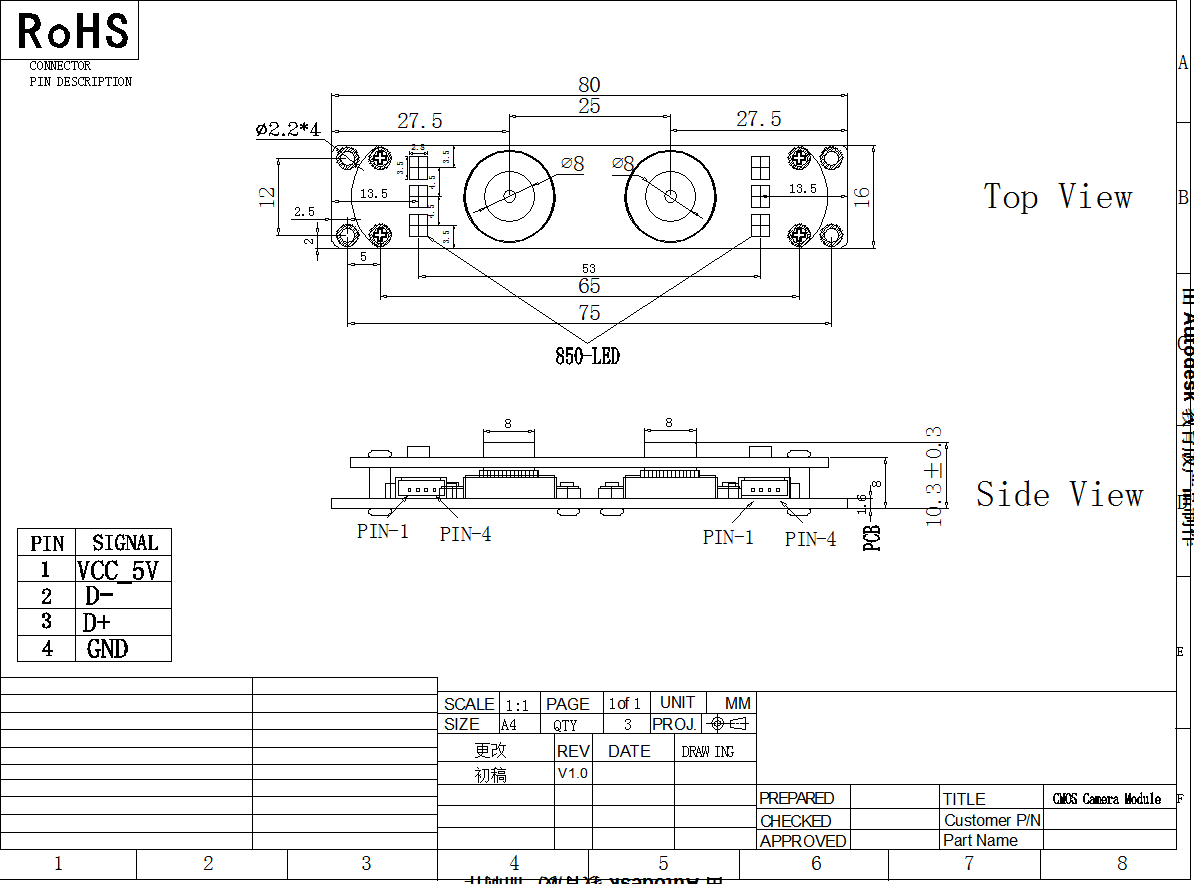 RoHS
CONNECTOR
PIN DESCRIPTION
80
25
27.5
27.5
Ø2.2*4
2.8
3.5
3.5
4.5
4.5
3.5
Ø8
Ø8
12
13.5
13.5
16
2.5
2
5
53
65
75
850-LED
Top View
8
8
8
1.6
10.3±0.3
PCB
Side View
PIN-1
PIN-4
PIN-1
PIN-4
PIN SIGNAL
1 VCC_5V
2 D-
3 D+
4 GND
SCALE 1:1 PAGE 1of 1 UNIT MM
SIZE A4 QTY 3 PROJ.
更改 REV DATE DRAWING
初稿 V1.0
PREPARED TITLE CMOS Camera Module
CHECKED Customer P/N
APPROVED Part Name
1 2 3 4 5 6 7 8
A
B
C
D
E
F
Autodesk
Autodesk